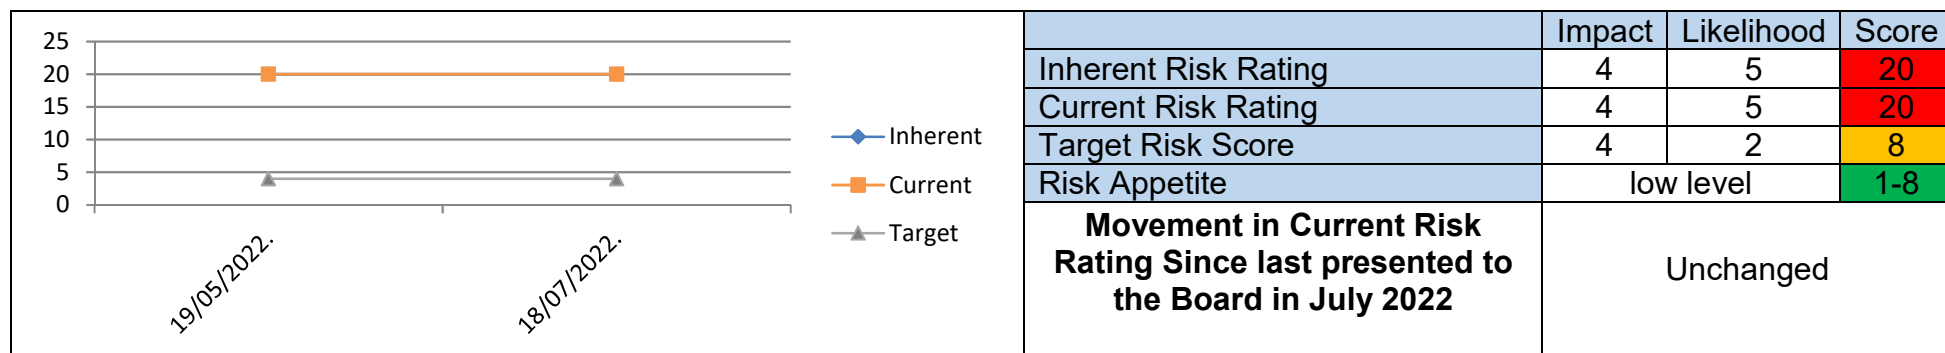 25
20
15
10
5
0
19/05/2022.
18/07/2022.
Inherent
Current
Target
Impact Likelihood Score
Inherent Risk Rating 4 5 20
Current Risk Rating 4 5 20
Target Risk Score 4 2 8
Risk Appetite low level 1-8
Movement in Current Risk
Rating Since last presented to
the Board in July 2022
Unchanged